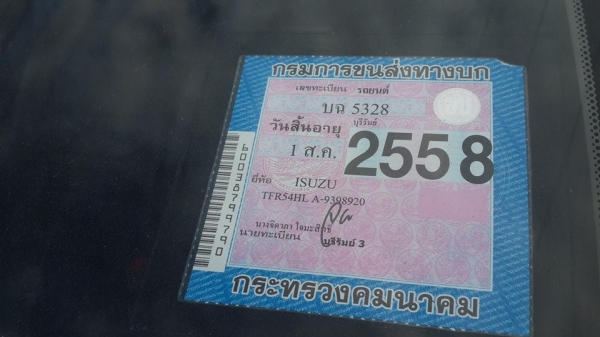 กรมการขนส่งทางบก
เลขทะเบียน รถยนต์
บฉ 5328
บุรีรัมย์
วันสิ้นอายุ
1 ส.ค. 2558
ยี่ห้อ ISUZU
TFR54HL A-9398920
นายทะเบียน บุรีรัมย์ 3
กระทรวงคมนาคม